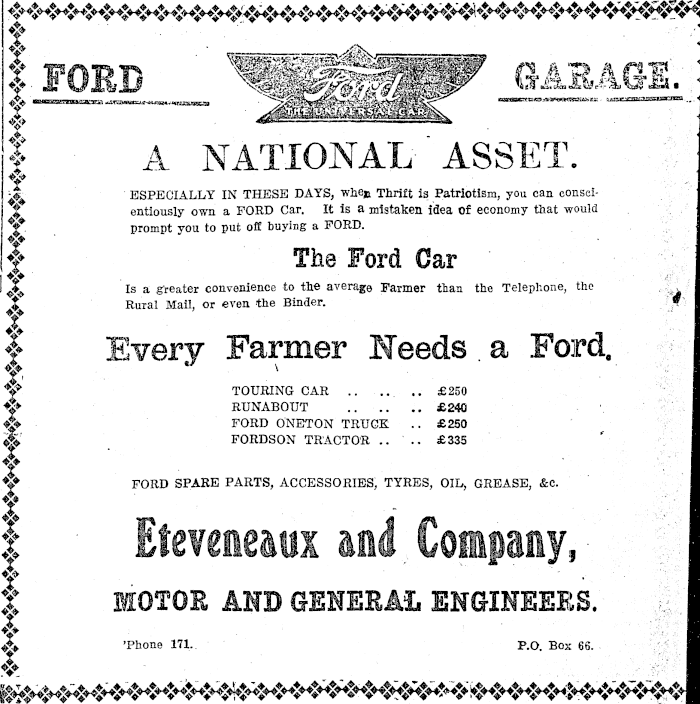 FORD
Ford
THE UNIVERSAL CAR
GARAGE.
A NATIONAL ASSET.
ESPECIALLY IN THESE DAYS, when Thrift is Patriotism, you can consci-
entiously own a FORD Car. It is a mistaken idea of economy that would
prompt you to put off buying a FORD.
The Ford Car
Is a greater convenience to the average Farmer than the Telephone, the
Rural Mail, or even the Binder.
Every Farmer Needs a Ford.
TOURING CAR .. .. .. £250
RUNABOUT .. .. .. £240
FORD ONETON TRUCK .. £250
FORDSON TRACTOR .. .. £335
FORD SPARE PARTS, ACCESSORIES, TYRES, OIL, GREASE, &c.
Eteveneaux and Company,
MOTOR AND GENERAL ENGINEERS.
'Phone 171.
P.O. Box 66.